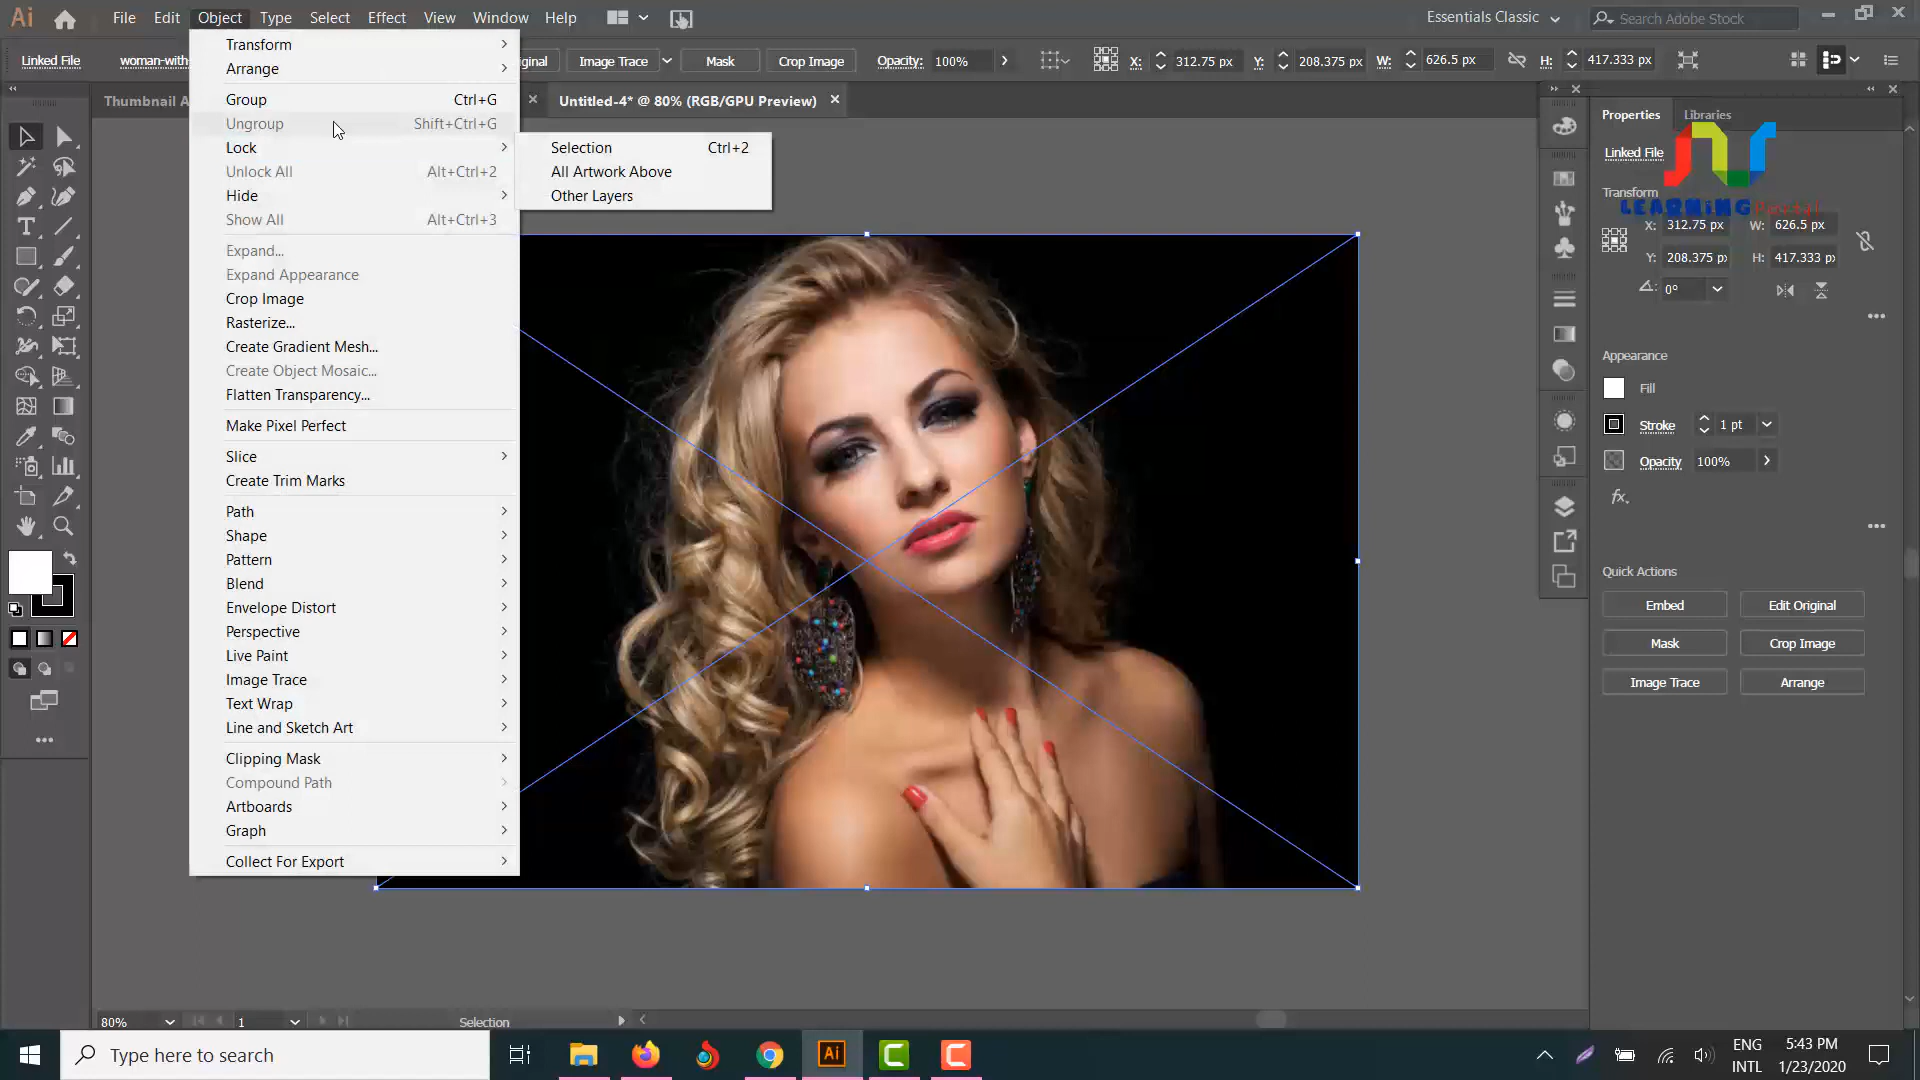 Ai File Edit Object Type Select Effect View Window Help Essentials Classic Search Adobe Stock
Linked File woman-with- ginal Image Trace Mask Crop Image Opacity: 100% X: 312.75 px Y: 208.375 px W: 626.5 px H: 417.333 px
Thumbnail A Untitled-4* @ 80% (RGB/GPU Preview)
Transform
Arrange
Group Ctrl+G
Ungroup Shift+Ctrl+G
Lock
Unlock All Alt+Ctrl+2
Hide
Show All Alt+Ctrl+3
Expand...
Expand Appearance
Crop Image
Rasterize...
Create Gradient Mesh...
Create Object Mosaic...
Flatten Transparency...
Make Pixel Perfect
Slice
Create Trim Marks
Path
Shape
Pattern
Blend
Envelope Distort
Perspective
Live Paint
Image Trace
Text Wrap
Line and Sketch Art
Clipping Mask
Compound Path
Artboards
Graph
Collect For Export
Selection Ctrl+2
All Artwork Above
Other Layers
Properties Libraries
Linked File
Transform
LEARNiNG Portal
X: 312.75 px W: 626.5 px
Y: 208.375 px H: 417.333 px
0°
Appearance
Fill
Stroke 1 pt
Opacity 100%
fx.
Quick Actions
Embed Edit Original
Mask Crop Image
Image Trace Arrange
80% 1 Selection
Type here to search
Ai
ENG
INTL
5:43 PM
1/23/2020